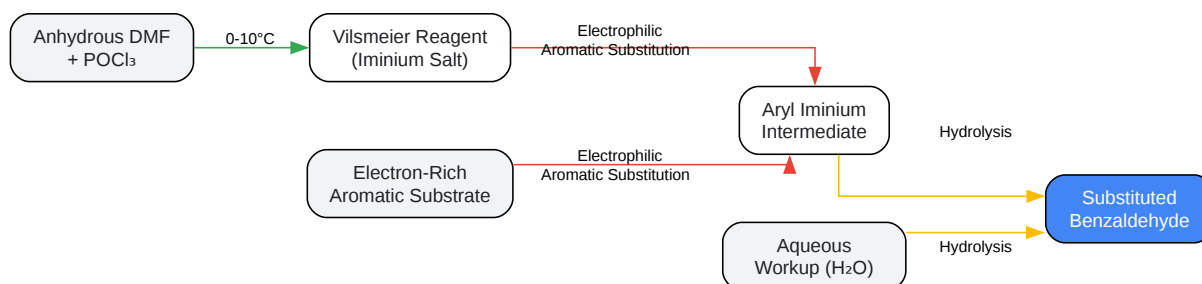 Anhydrous DMF
+ POCl₃
0-10°C
Vilsmeier Reagent
(Iminium Salt)
Electrophilic
Aromatic Substitution
Aryl Iminium
Intermediate
Electron-Rich
Aromatic Substrate
Electrophilic
Aromatic Substitution
Hydrolysis
Aqueous
Workup (H₂O)
Hydrolysis
Substituted
Benzaldehyde